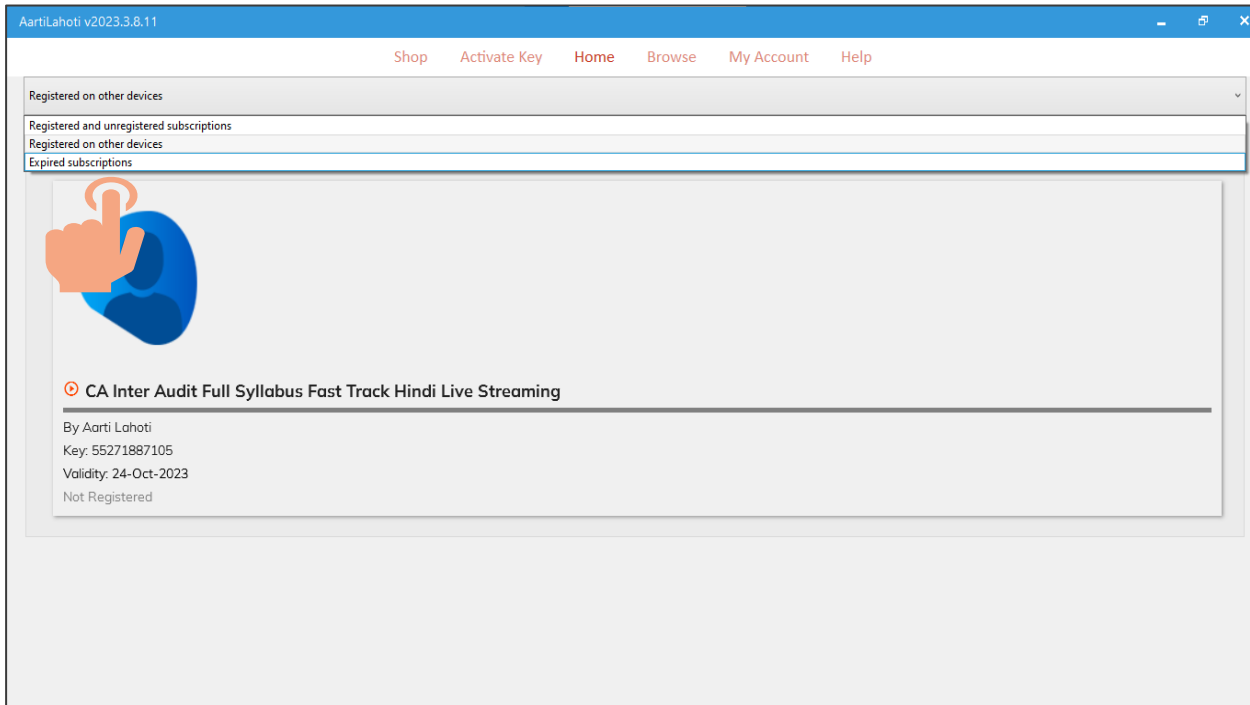 AartiLahoti v2023.3.8.11
Shop Activate Key Home Browse My Account Help
Registered on other devices
Registered and unregistered subscriptions
Registered on other devices
Expired subscriptions
CA Inter Audit Full Syllabus Fast Track Hindi Live Streaming
By Aarti Lahoti
Key: 55271887105
Validity: 24-Oct-2023
Not Registered